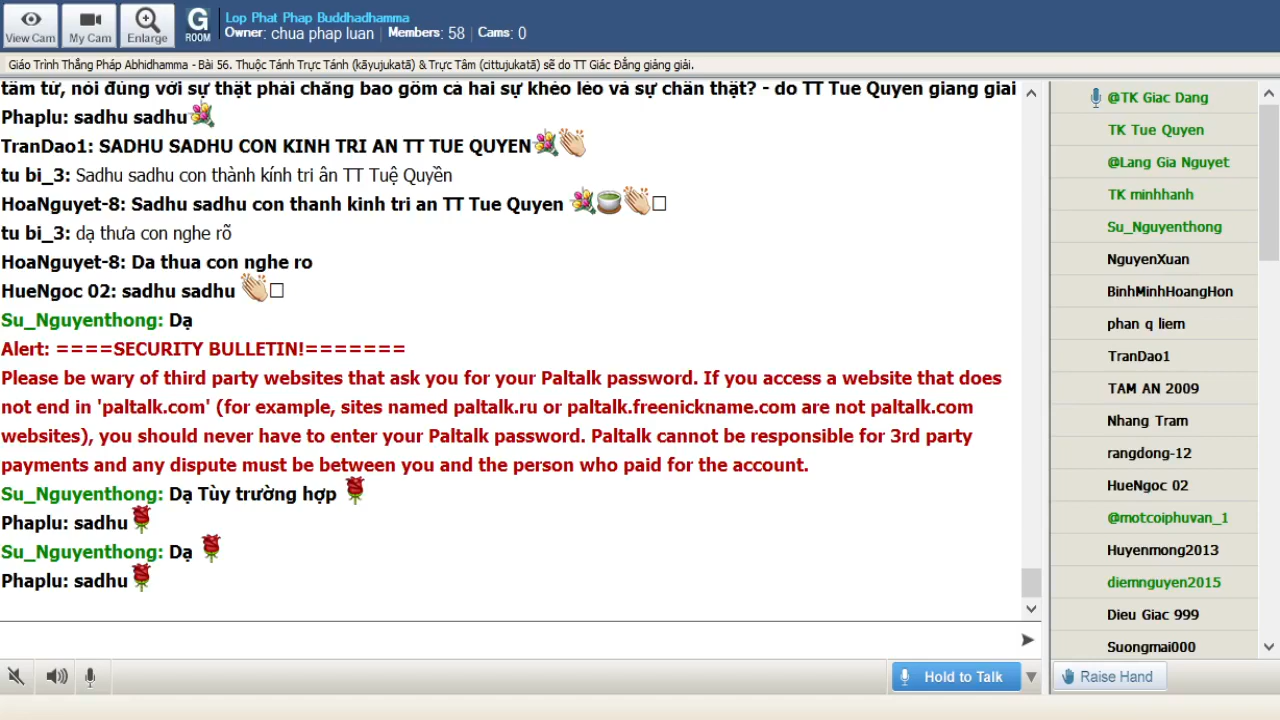 View Cam
My Cam
Enlarge
G
ROOM
Lop Phat Phap Buddhadhamma
Owner: chua phap luan | Members: 58 | Cams: 0
Giáo Trình Thắng Pháp Abhidhamma - Bài 56. Thuộc Tánh Trực Tánh (kāyujukatā) & Trực Tâm (cittujukatā) sẽ do TT Giác Đẳng giảng giải.
tâm từ, nói đúng với sự thật phải chăng bao gồm cả hai sự khéo léo và sự chân thật? - do TT Tue Quyen giang giai
Phaplu: sadhu sadhu
TranDao1: SADHU SADHU CON KINH TRI AN TT TUE QUYEN
tu bi_3: Sadhu sadhu con thành kính tri ân TT Tuệ Quyền
HoaNguyet-8: Sadhu sadhu con thanh kinh tri an TT Tue Quyen
tu bi_3: dạ thưa con nghe rõ
HoaNguyet-8: Da thua con nghe ro
HueNgoc 02: sadhu sadhu
Su_Nguyenthong: Dạ
Alert: ====SECURITY BULLETIN!=======
Please be wary of third party websites that ask you for your Paltalk password. If you access a website that does
not end in 'paltalk.com' (for example, sites named paltalk.ru or paltalk.freenickname.com are not paltalk.com
websites), you should never have to enter your Paltalk password. Paltalk cannot be responsible for 3rd party
payments and any dispute must be between you and the person who paid for the account.
Su_Nguyenthong: Dạ Tùy trường hợp
Phaplu: sadhu
Su_Nguyenthong: Dạ
Phaplu: sadhu
@TK Giac Dang
TK Tue Quyen
@Lang Gia Nguyet
TK minhhanh
Su_Nguyenthong
NguyenXuan
BinhMinhHoangHon
phan q liem
TranDao1
TAM AN 2009
Nhang Tram
rangdong-12
HueNgoc 02
@motcoiphuvan_1
Huyenmong2013
diemnguyen2015
Dieu Giac 999
Suongmai000
Hold to Talk
Raise Hand